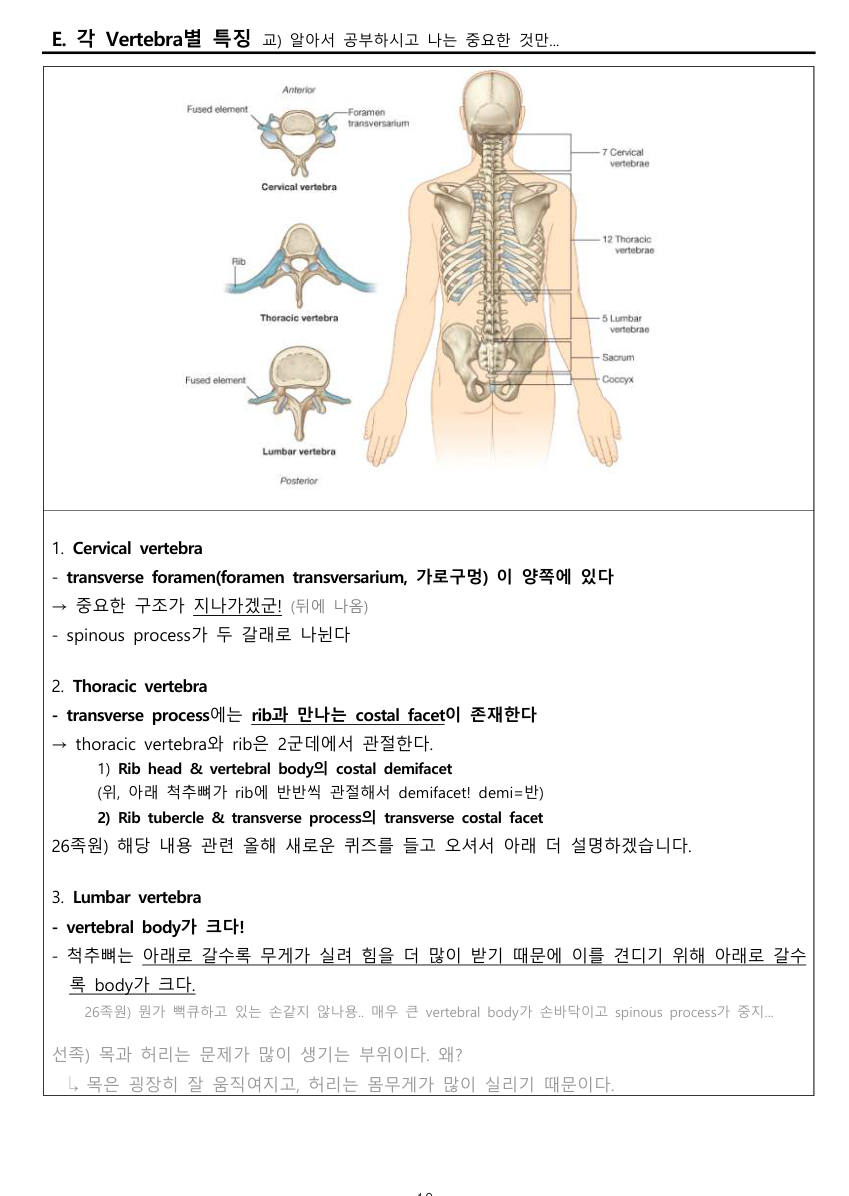 E. 각 Vertebra별 특징 교) 알아서 공부하시고 나는 중요한 것만...
Anterior
Fused element
Foramen
transversarium
Cervical vertebra
Rib
Thoracic vertebra
Fused element
Lumbar vertebra
Posterior
7 Cervical
vertebrae
12 Thoracic
vertebrae
5 Lumbar
vertebrae
Sacrum
Coccyx
1. Cervical vertebra
- transverse foramen(foramen transversarium, 가로구멍) 이 양쪽에 있다
→ 중요한 구조가 지나가겠군! (뒤에 나옴)
- spinous process가 두 갈래로 나뉜다
2. Thoracic vertebra
- transverse process에는 rib과 만나는 costal facet이 존재한다
→ thoracic vertebra와 rib은 2군데에서 관절한다.
1) Rib head & vertebral body의 costal demifacet
(위, 아래 척추뼈가 rib에 반반씩 관절해서 demifacet! demi=반)
2) Rib tubercle & transverse process의 transverse costal facet
26족원) 해당 내용 관련 올해 새로운 퀴즈를 들고 오셔서 아래 더 설명하겠습니다.
3. Lumbar vertebra
- vertebral body가 크다!
- 척추뼈는 아래로 갈수록 무게가 실려 힘을 더 많이 받기 때문에 이를 견디기 위해 아래로 갈수
록 body가 크다.
26족원) 뭔가 뻑큐하고 있는 손같지 않나용.. 매우 큰 vertebral body가 손바닥이고 spinous process가 중지...
선족) 목과 허리는 문제가 많이 생기는 부위이다. 왜?
↳ 목은 굉장히 잘 움직여지고, 허리는 몸무게가 많이 실리기 때문이다.